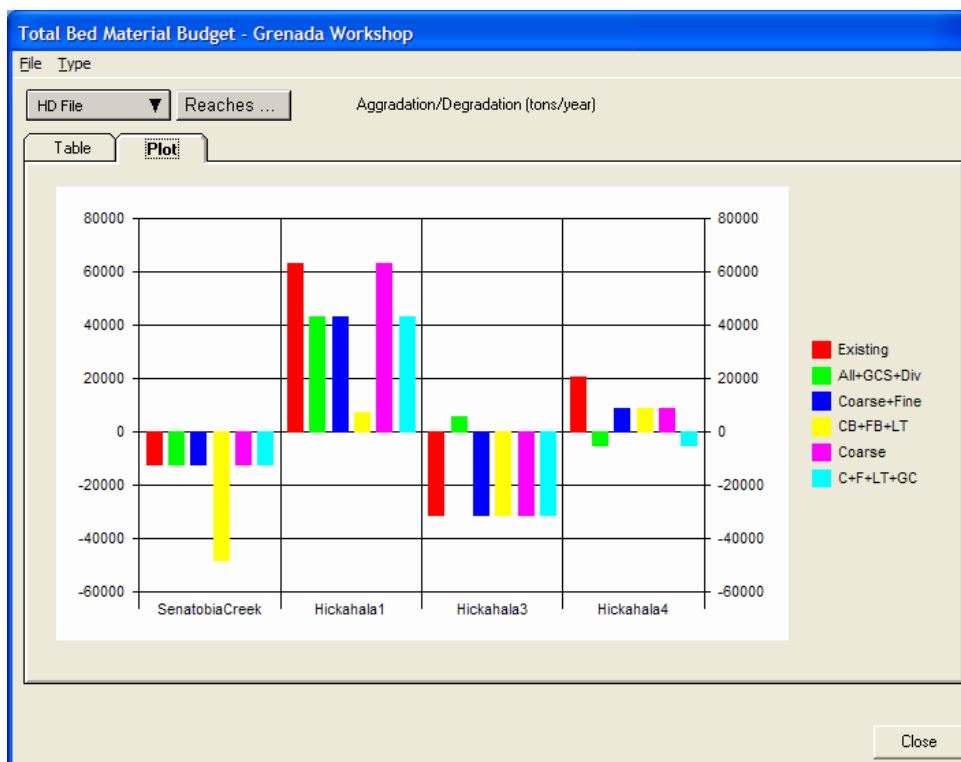 Total Bed Material Budget - Grenada Workshop
File Type
HD File Reaches ... Aggradation/Degradation (tons/year)
Table Plot
80000 80000
60000 60000
40000 40000
20000 20000
0 0
-20000 -20000
-40000 -40000
-60000 -60000
SenatobiaCreek Hickahala1 Hickahala3 Hickahala4
Existing
All+GCS+Div
Coarse+Fine
CB+FB+LT
Coarse
C+F+LT+GC
Close